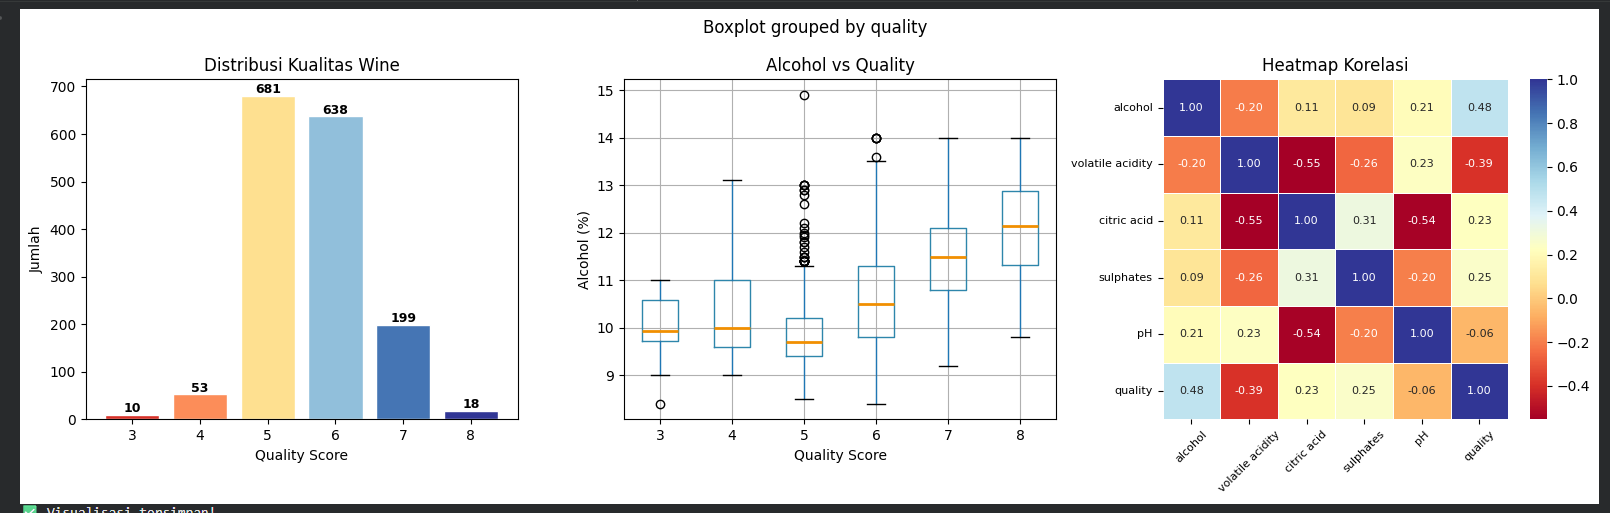 Boxplot grouped by quality
Distribusi Kualitas Wine
700
600
500
400
300
200
100
0
Jumlah
10
53
681
638
199
18
3 4 5 6 7 8
Quality Score
Alcohol vs Quality
15
14
13
12
11
10
9
Alcohol (%)
3 4 5 6 7 8
Quality Score
Heatmap Korelasi
alcohol 1.00 -0.20 0.11 0.09 0.21 0.48
volatile acidity -0.20 1.00 -0.55 -0.26 0.23 -0.39
citric acid 0.11 -0.55 1.00 0.31 -0.54 0.23
sulphates 0.09 -0.26 0.31 1.00 -0.20 0.25
pH 0.21 0.23 -0.54 -0.20 1.00 -0.06
quality 0.48 -0.39 0.23 0.25 -0.06 1.00
alcohol volatile acidity citric acid sulphates pH quality
1.0
0.8
0.6
0.4
0.2
0.0
−0.2
−0.4
Visualisasi tersimpan!